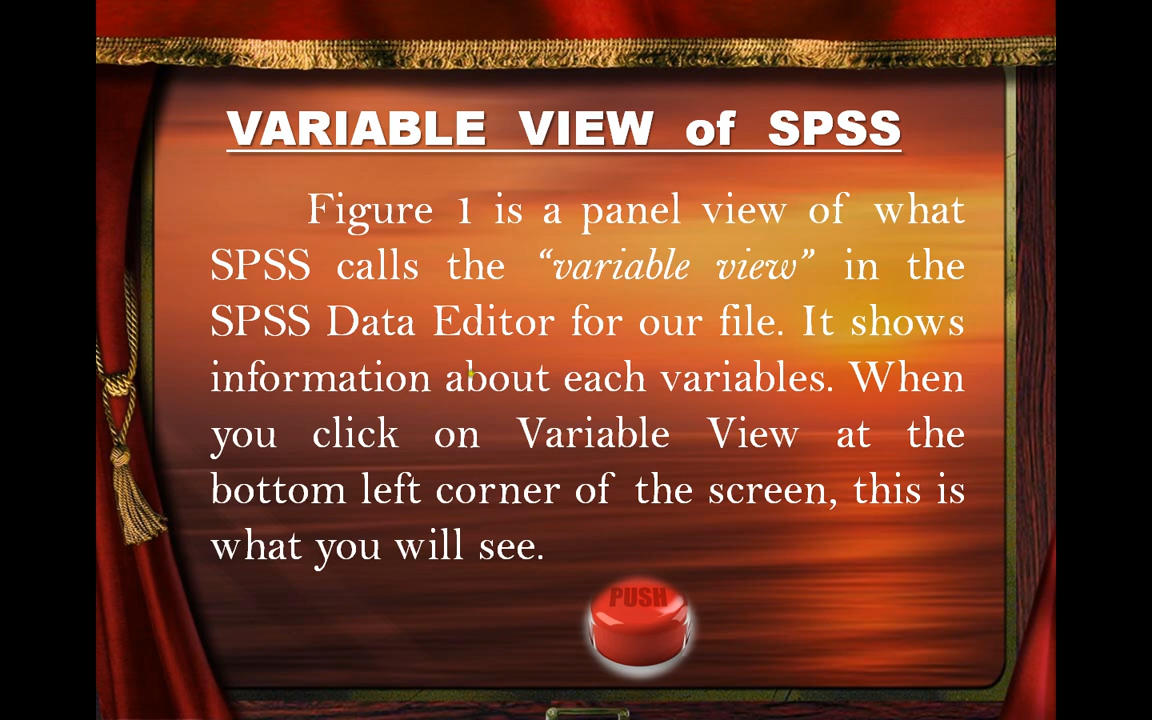 VARIABLE VIEW of SPSS
Figure 1 is a panel view of what
SPSS calls the “variable view” in the
SPSS Data Editor for our file. It shows
information about each variables. When
you click on Variable View at the
bottom left corner of the screen, this is
what you will see.
PUSH